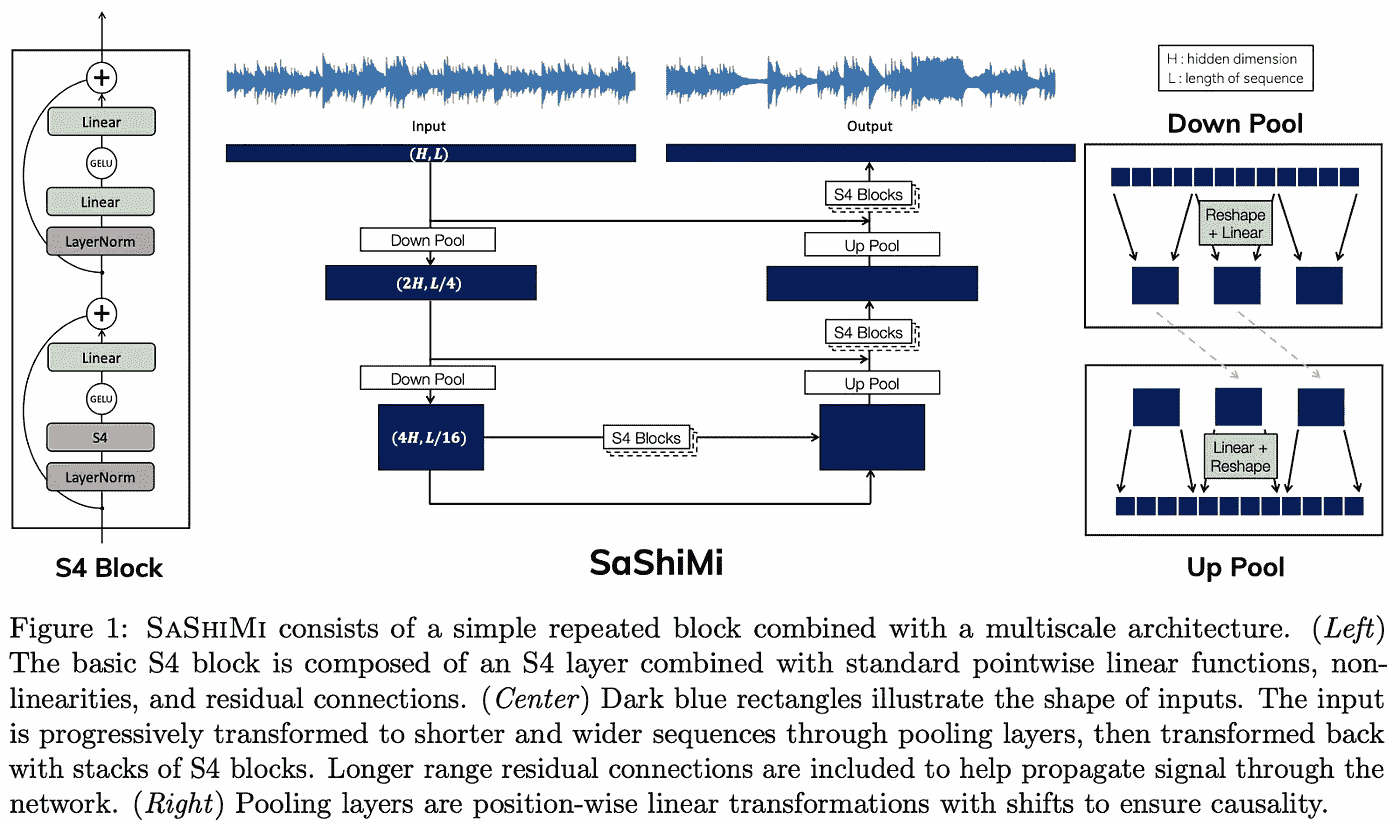 Linear
GELU
Linear
LayerNorm
Linear
GELU
S4
LayerNorm
S4 Block
Input
(H, L)
Down Pool
(2H, L/4)
Down Pool
(4H, L/16)
S4 Blocks
Output
S4 Blocks
Up Pool
S4 Blocks
Up Pool
SaShiMi
H : hidden dimension
L : length of sequence
Down Pool
Reshape
+ Linear
Linear +
Reshape
Up Pool
Figure 1: SaShiMi consists of a simple repeated block combined with a multiscale architecture. (Left)
The basic S4 block is composed of an S4 layer combined with standard pointwise linear functions, non-
linearities, and residual connections. (Center) Dark blue rectangles illustrate the shape of inputs. The input
is progressively transformed to shorter and wider sequences through pooling layers, then transformed back
with stacks of S4 blocks. Longer range residual connections are included to help propagate signal through the
network. (Right) Pooling layers are position-wise linear transformations with shifts to ensure causality.